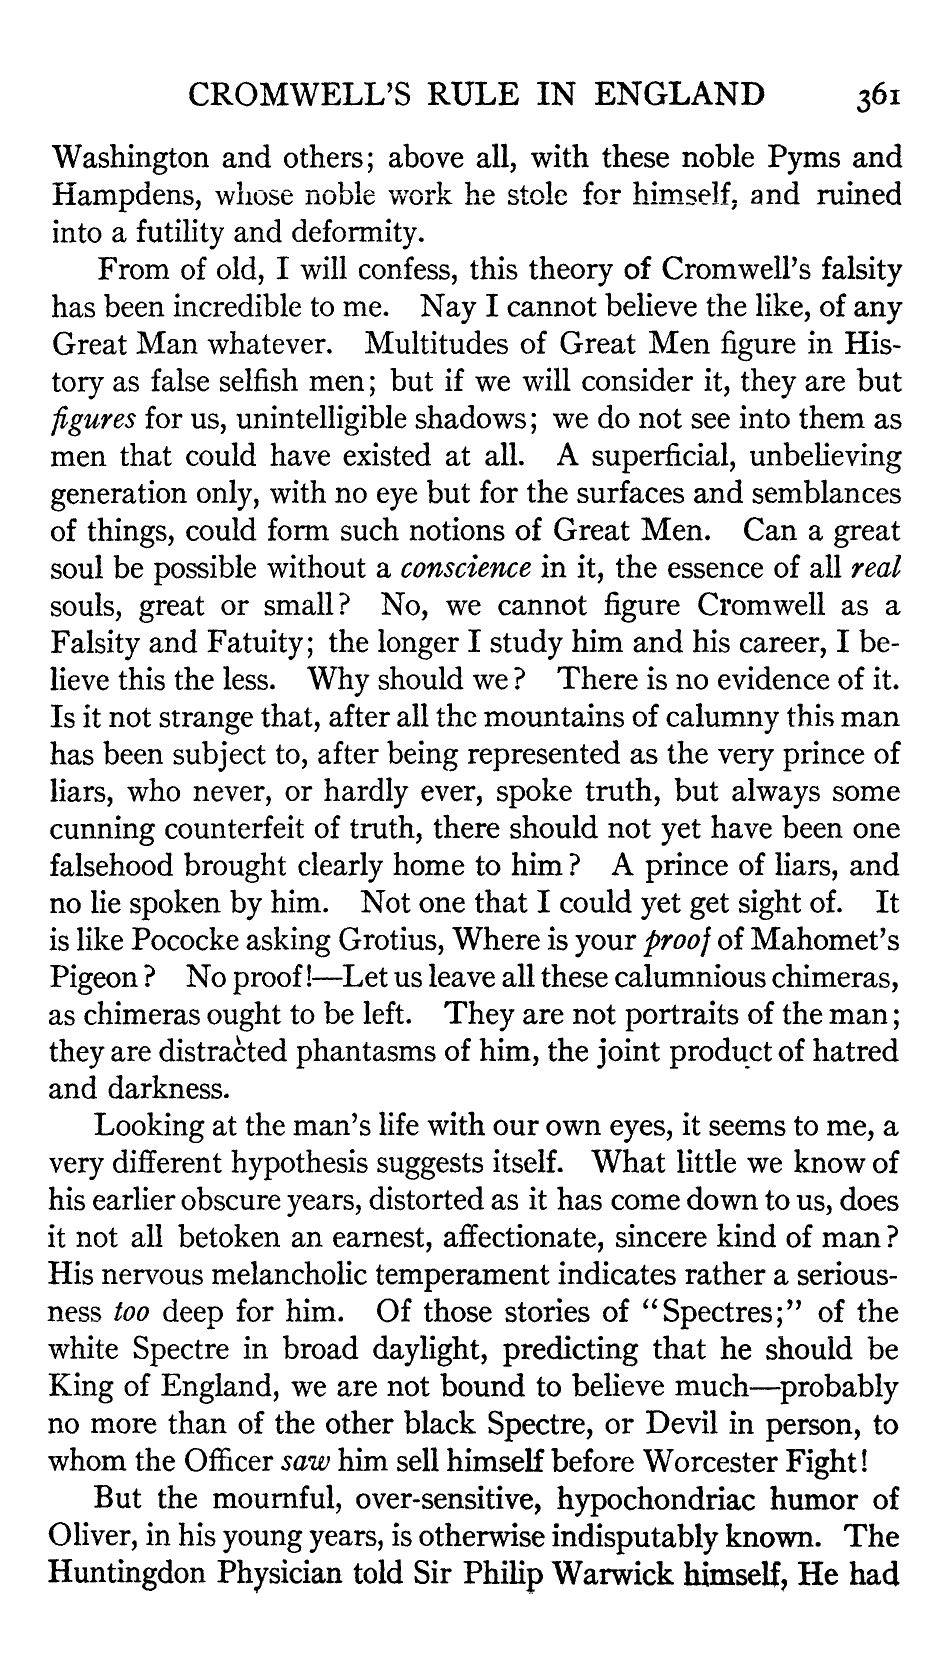 CROMWELL'S RULE IN ENGLAND 361
Washington and others; above all, with these noble Pyms and
Hampdens, whose noble work he stole for himself, and ruined
into a futility and deformity.
From of old, I will confess, this theory of Cromwell's falsity
has been incredible to me. Nay I cannot believe the like, of any
Great Man whatever. Multitudes of Great Men figure in His-
tory as false selfish men; but if we will consider it, they are but
figures for us, unintelligible shadows; we do not see into them as
men that could have existed at all. A superficial, unbelieving
generation only, with no eye but for the surfaces and semblances
of things, could form such notions of Great Men. Can a great
soul be possible without a conscience in it, the essence of all real
souls, great or small? No, we cannot figure Cromwell as a
Falsity and Fatuity; the longer I study him and his career, I be-
lieve this the less. Why should we? There is no evidence of it.
Is it not strange that, after all the mountains of calumny this man
has been subject to, after being represented as the very prince of
liars, who never, or hardly ever, spoke truth, but always some
cunning counterfeit of truth, there should not yet have been one
falsehood brought clearly home to him? A prince of liars, and
no lie spoken by him. Not one that I could yet get sight of. It
is like Pococke asking Grotius, Where is your proof of Mahomet's
Pigeon? No proof!—Let us leave all these calumnious chimeras,
as chimeras ought to be left. They are not portraits of the man;
they are distracted phantasms of him, the joint product of hatred
and darkness.
Looking at the man's life with our own eyes, it seems to me, a
very different hypothesis suggests itself. What little we know of
his earlier obscure years, distorted as it has come down to us, does
it not all betoken an earnest, affectionate, sincere kind of man?
His nervous melancholic temperament indicates rather a serious-
ness too deep for him. Of those stories of "Spectres;" of the
white Spectre in broad daylight, predicting that he should be
King of England, we are not bound to believe much—probably
no more than of the other black Spectre, or Devil in person, to
whom the Officer saw him sell himself before Worcester Fight!
But the mournful, over-sensitive, hypochondriac humor of
Oliver, in his young years, is otherwise indisputably known. The
Huntingdon Physician told Sir Philip Warwick himself, He had